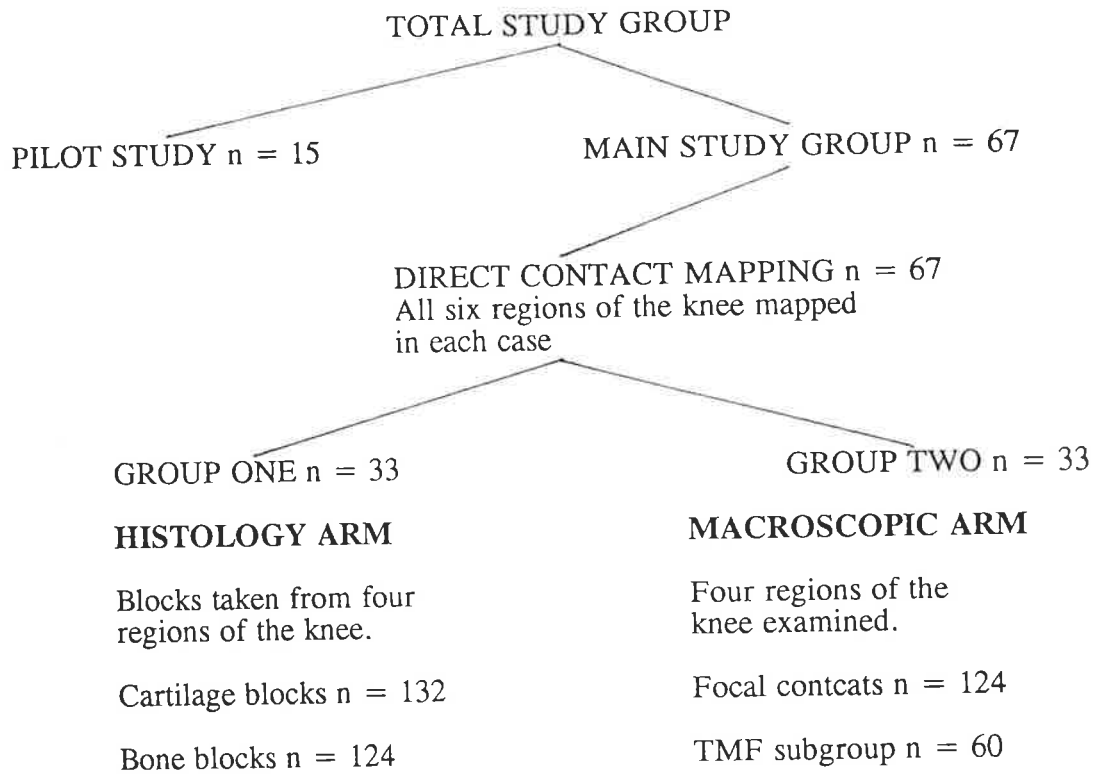 TOTAL STUDY GROUP
PILOT STUDY n = 15
MAIN STUDY GROUP n = 67
DIRECT CONTACT MAPPING n = 67
All six regions of the knee mapped
in each case
GROUP ONE n = 33
HISTOLOGY ARM
Blocks taken from four
regions of the knee.
Cartilage blocks n = 132
Bone blocks n = 124
GROUP TWO n = 33
MACROSCOPIC ARM
Four regions of the
knee examined.
Focal contcats n = 124
TMF subgroup n = 60